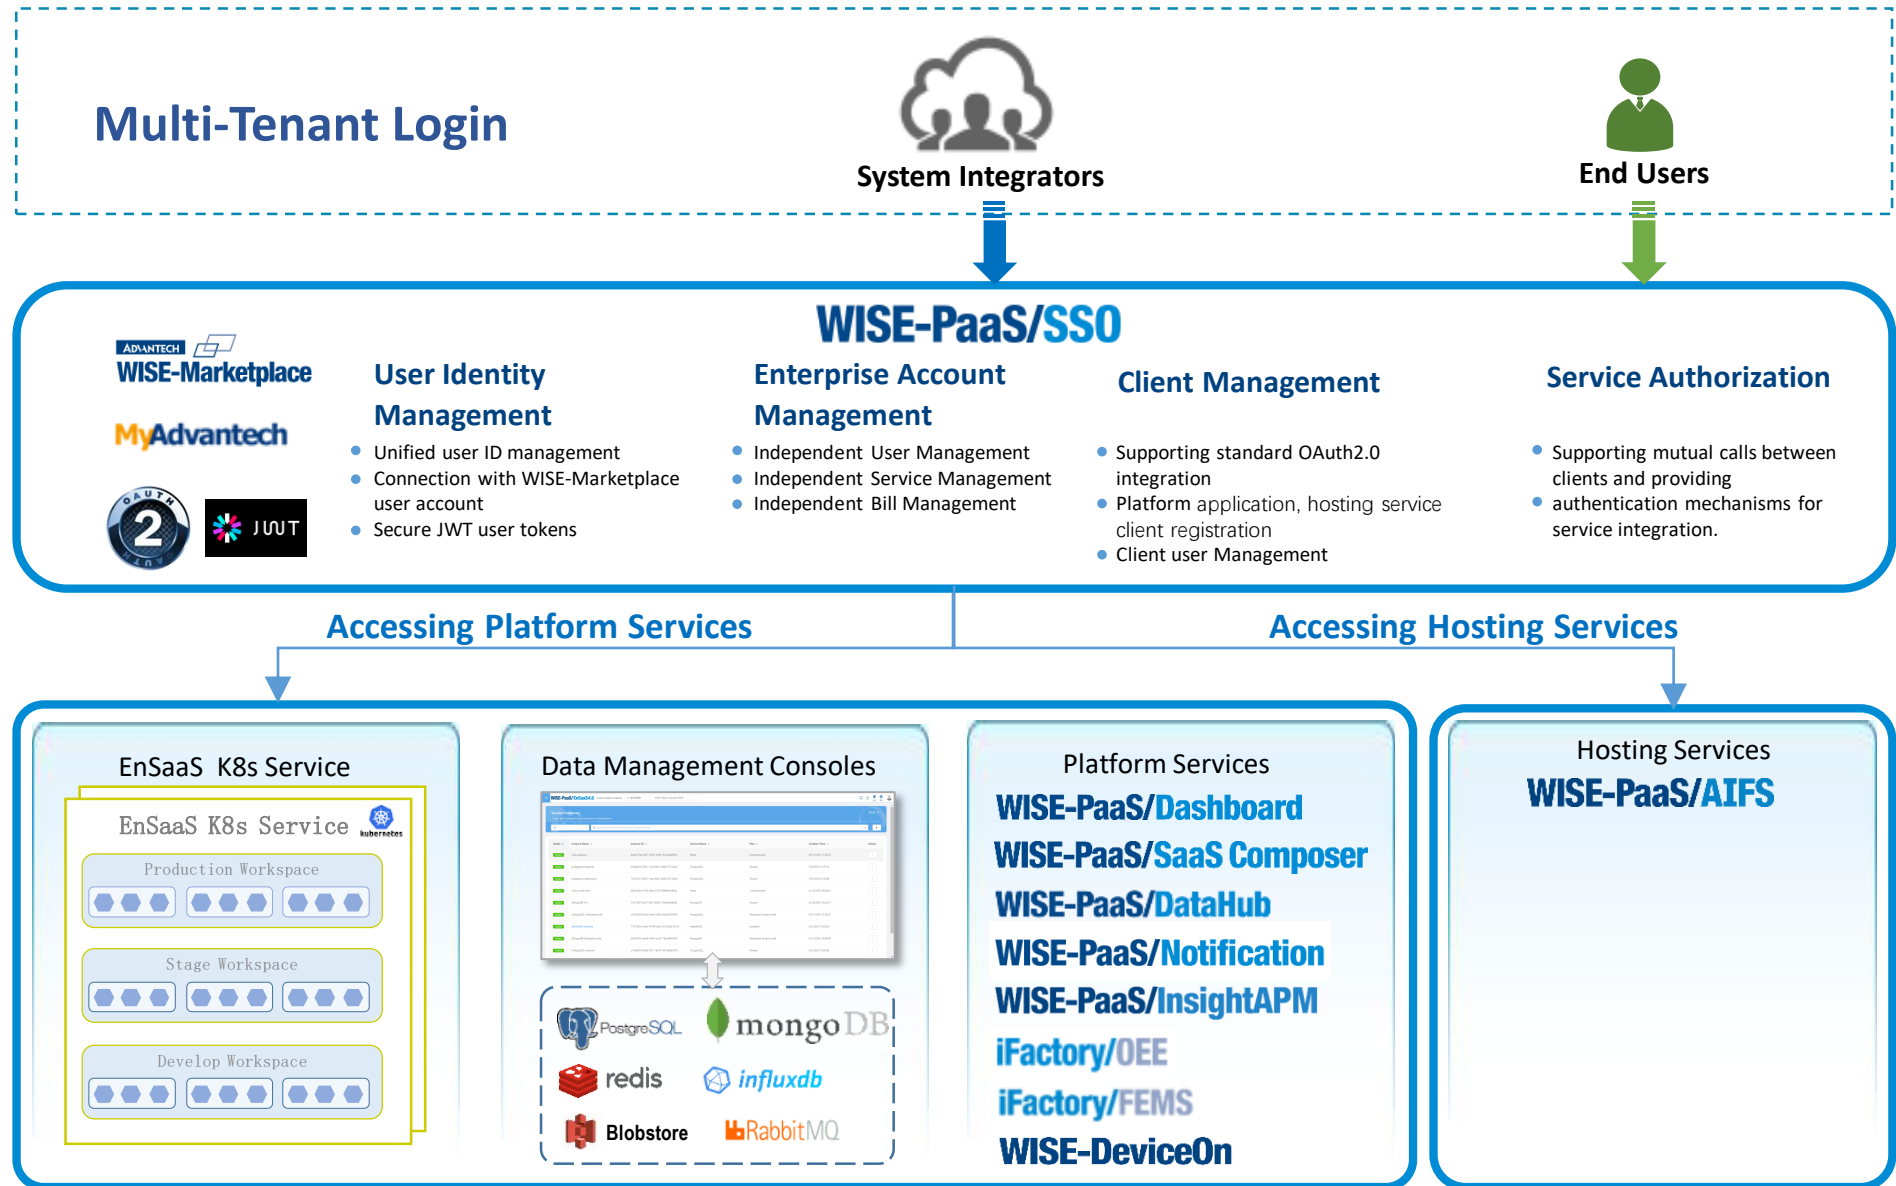 Multi-Tenant Login
System Integrators
End Users
WISE-PaaS/SSO
ADVANTECH
WISE-Marketplace
MyAdvantech
OAUTH
2
OAUTH
JWT
User Identity
Management
Unified user ID management
Connection with WISE-Marketplace
user account
Secure JWT user tokens
Enterprise Account
Management
Independent User Management
Independent Service Management
Independent Bill Management
Client Management
Supporting standard OAuth2.0
integration
Platform application, hosting service
client registration
Client user Management
Service Authorization
Supporting mutual calls between
clients and providing
authentication mechanisms for
service integration.
Accessing Platform Services
Accessing Hosting Services
EnSaaS K8s Service
EnSaaS K8s Service
kubernetes
Production Workspace
Stage Workspace
Develop Workspace
Data Management Consoles
WISE-PaaS/EnSaaS4.0
PostgreSQL
mongoDB
redis
influxdb
Blobstore
RabbitMQ
Platform Services
WISE-PaaS/Dashboard
WISE-PaaS/SaaS Composer
WISE-PaaS/DataHub
WISE-PaaS/Notification
WISE-PaaS/InsightAPM
iFactory/OEE
iFactory/FEMS
WISE-DeviceOn
Hosting Services
WISE-PaaS/AIFS